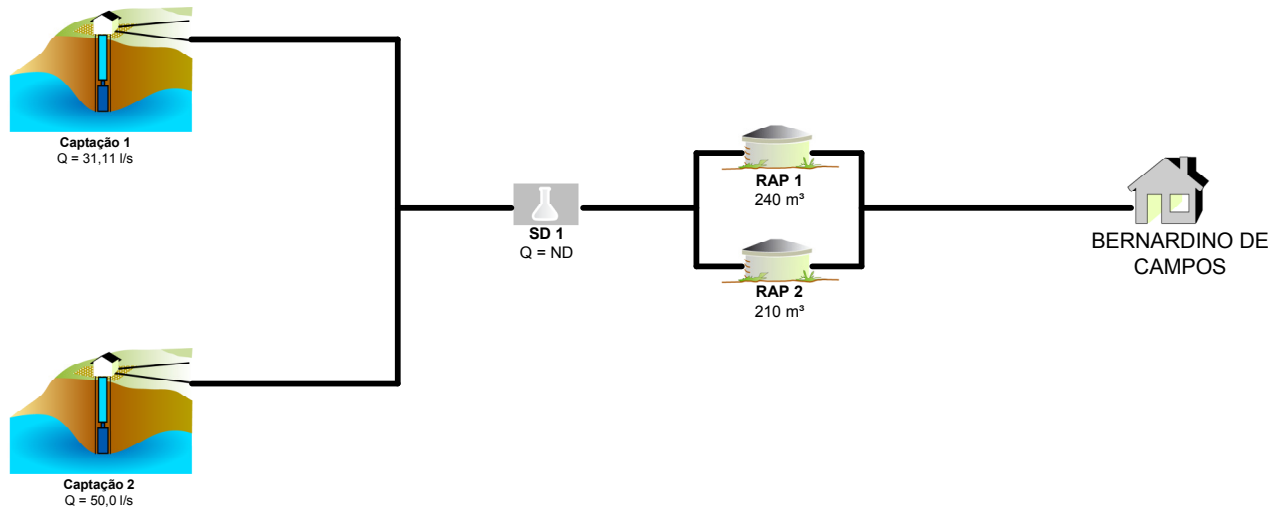 Captação 1
Q = 31,11 l/s
RAP 1
240 m³
SD 1
Q = ND
RAP 2
210 m³
BERNARDINO DE
CAMPOS
Captação 2
Q = 50,0 l/s